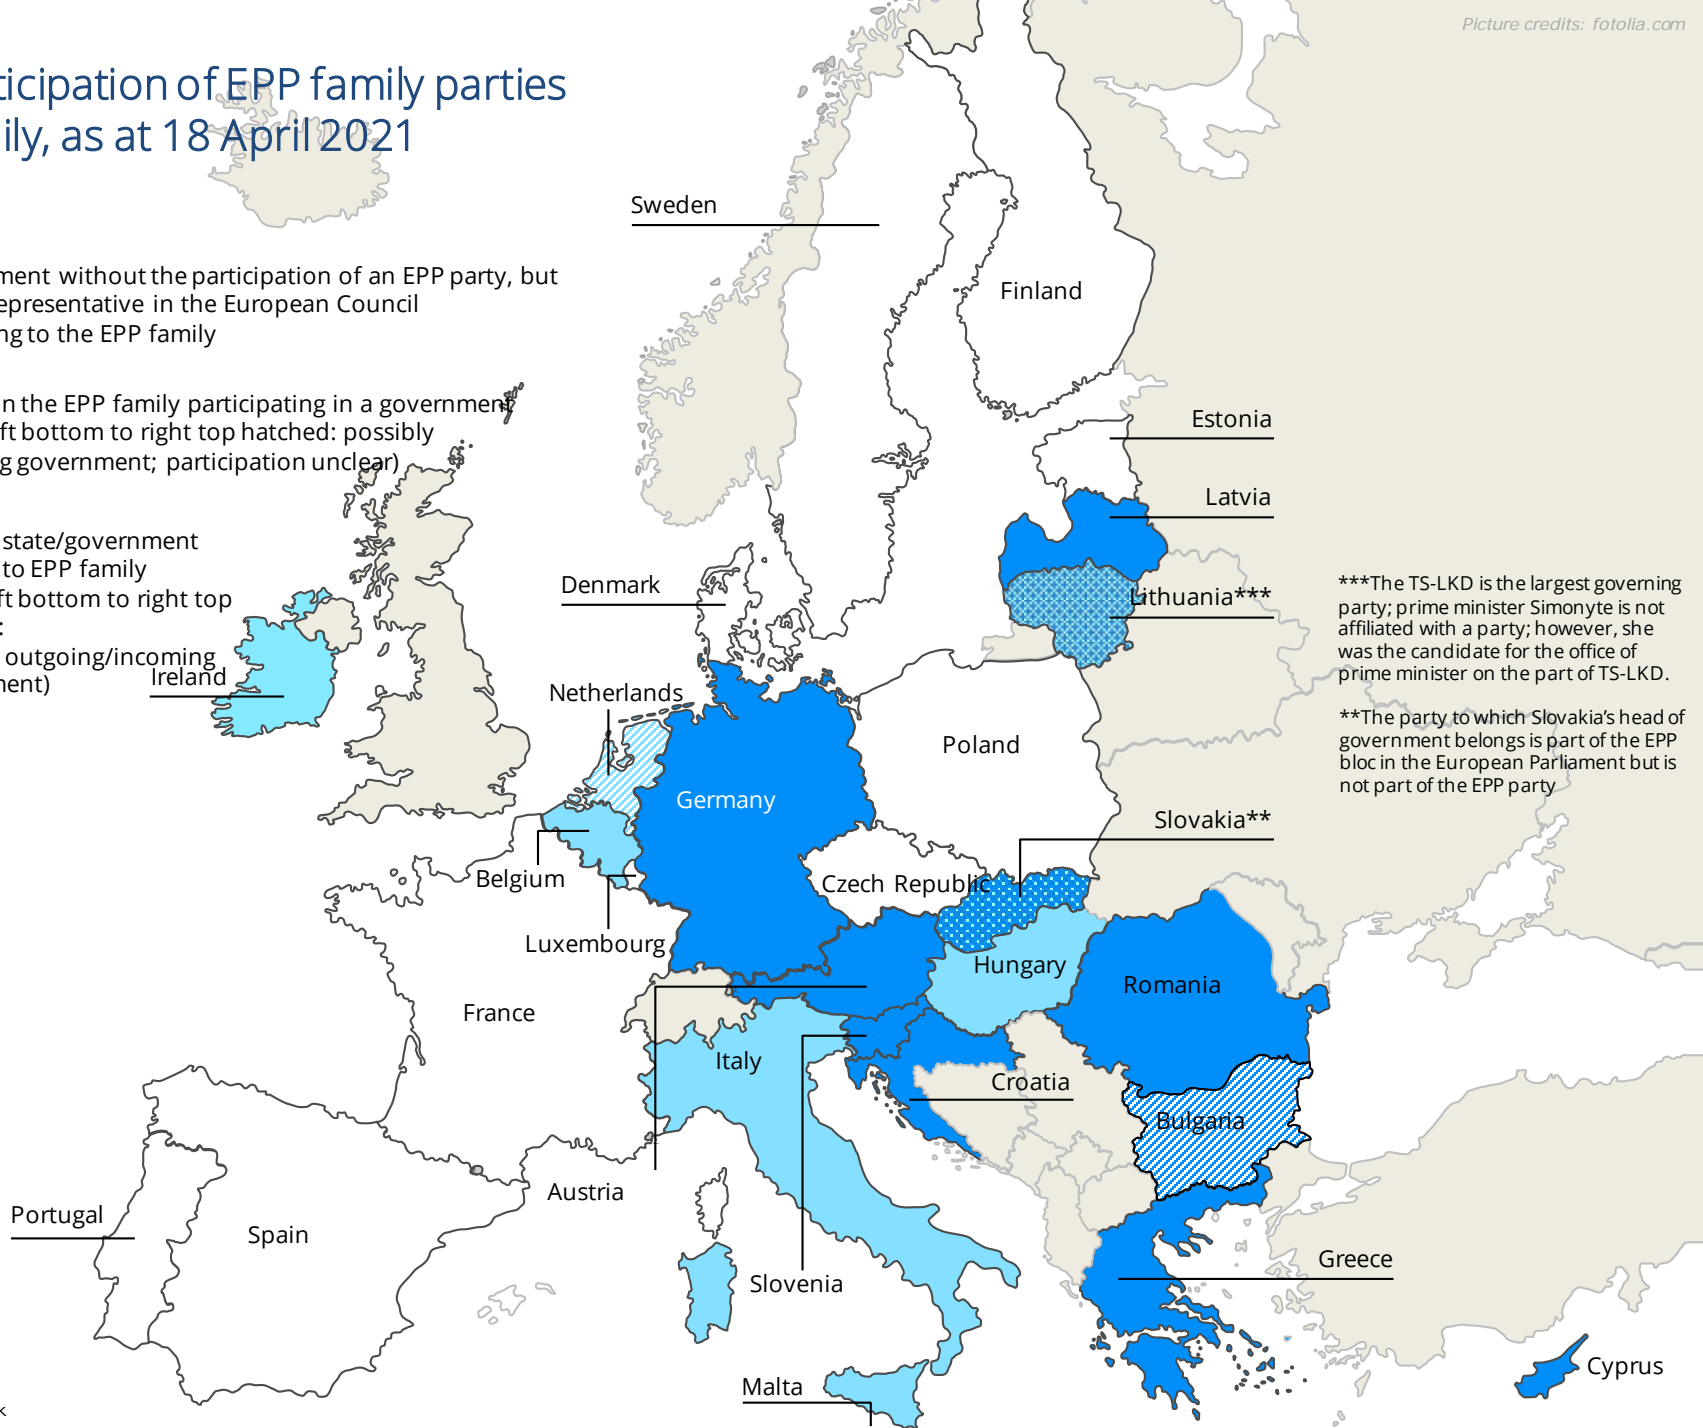 Picture credits: fotolia.com
ticipation of EPP family parties
ily, as at 18 April 2021
ment without the participation of an EPP party, but
epresentative in the European Council
ng to the EPP family
n the EPP family participating in a government
ft bottom to right top hatched: possibly
g government; participation unclear)
state/government
to EPP family
ft bottom to right top
:
outgoing/incoming
ment)
Sweden
Finland
Estonia
Latvia
Denmark
Lithuania***
***The TS-LKD is the largest governing
party; prime minister Simonyte is not
affiliated with a party; however, she
was the candidate for the office of
prime minister on the part of TS-LKD.
**The party to which Slovakia's head of
government belongs is part of the EPP
bloc in the European Parliament but is
not part of the EPP party
Ireland
Netherlands
Poland
Germany
Slovakia**
Belgium
Czech Republic
Luxembourg
Hungary
Romania
France
Italy
Croatia
Bulgaria
Austria
Portugal
Spain
Slovenia
Greece
Malta
Cyprus
k